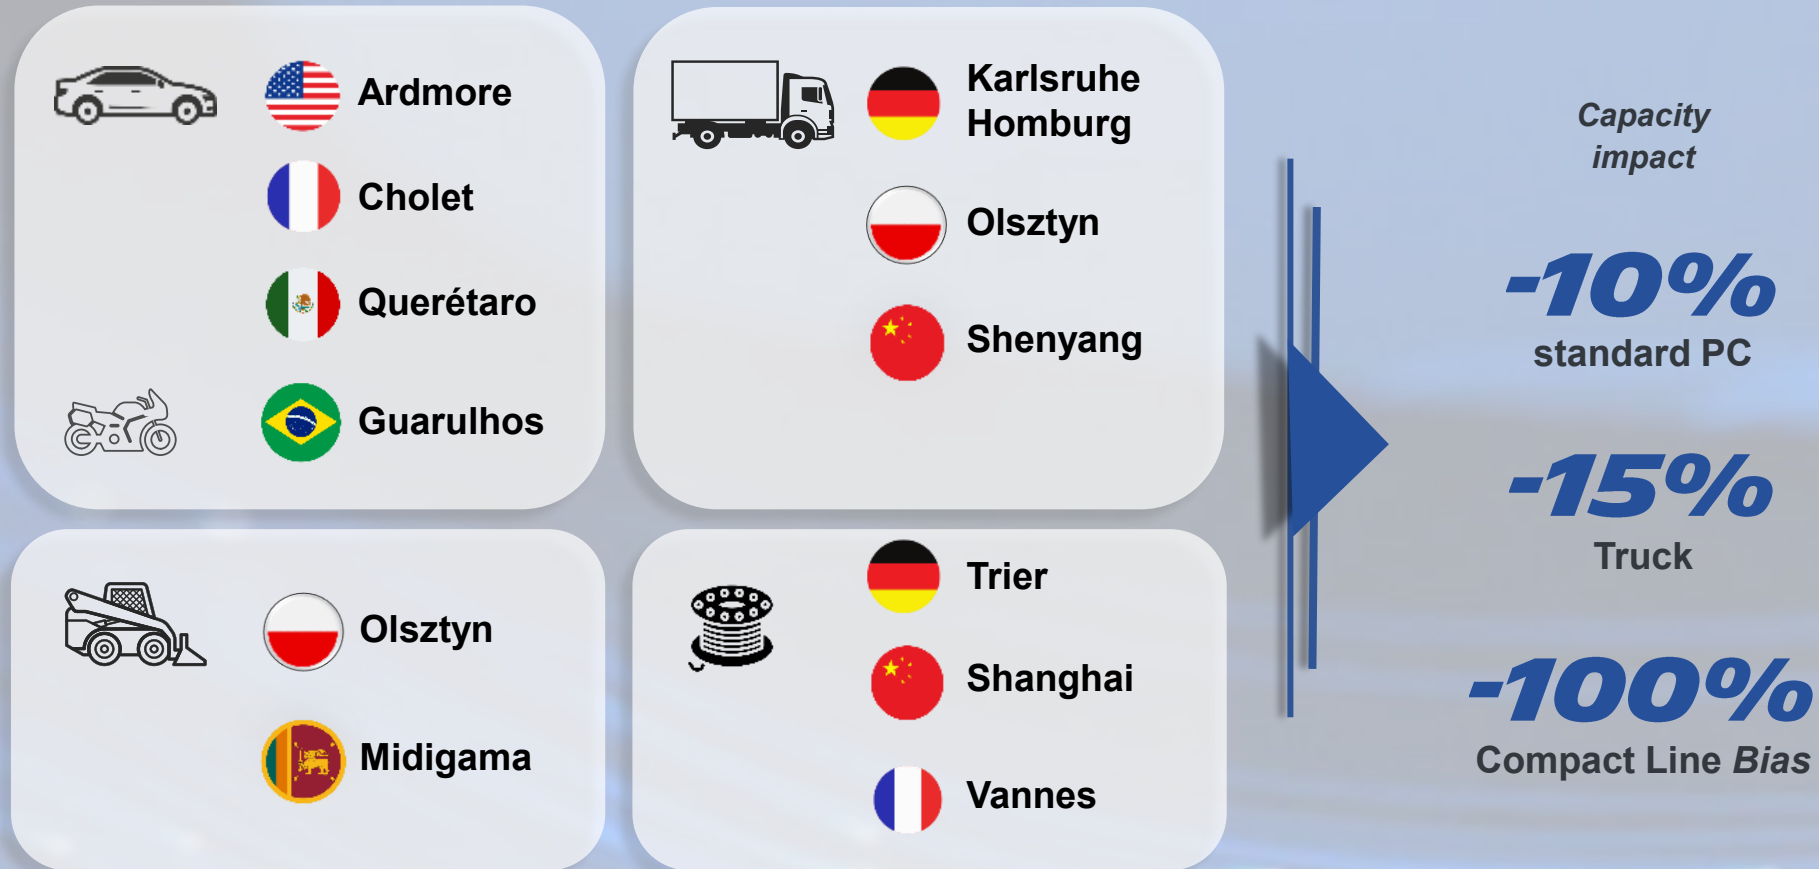 Ardmore
Cholet
Querétaro
Guarulhos
Karlsruhe
Homburg
Olsztyn
Shenyang
Olsztyn
Midigama
Trier
Shanghai
Vannes
Capacity
impact
-10%
standard PC
-15%
Truck
-100%
Compact Line Bias